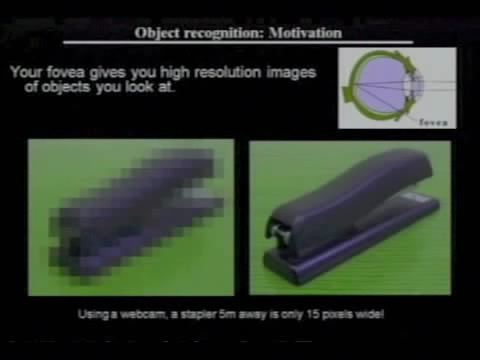 Object recognition: Motivation
Your fovea gives you high resolution images
of objects you look at.
fovea
Using a webcam, a stapler 5m away is only 15 pixels wide!